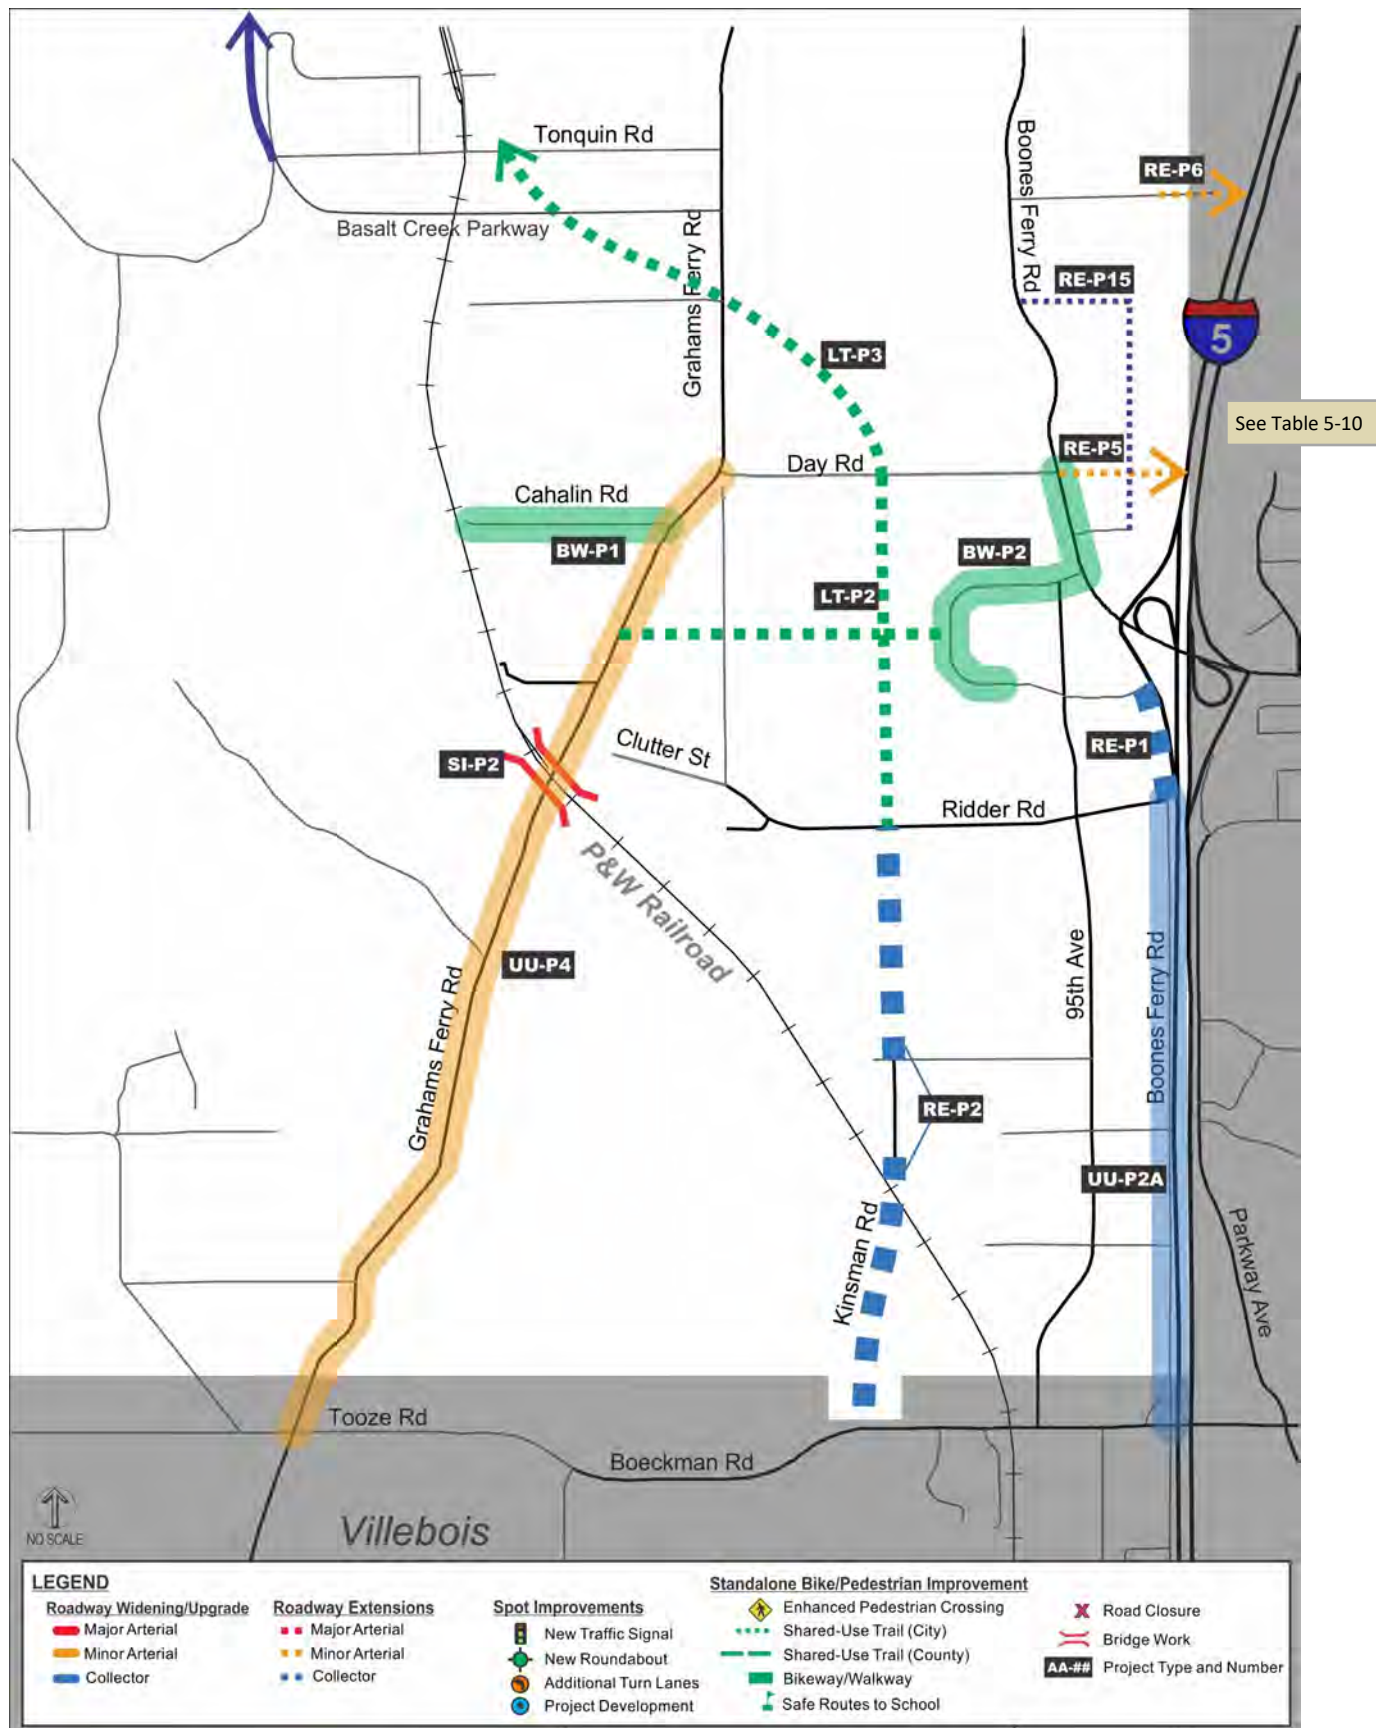 Tonquin Rd
Boones Ferry Rd
RE-P6
Basalt Creek Parkway
Grahams Ferry Rd
RE-P15
5
LT-P3
See Table 5-10
Day Rd
RE-P5
Cahalin Rd
BW-P1
BW-P2
LT-P2
Clutter St
SI-P2
RE-P1
Ridder Rd
P&W Railroad
UU-P4
Grahams Ferry Rd
95th Ave
Boones Ferry Rd
RE-P2
UU-P2A
Kinsman Rd
Parkway Ave
Tooze Rd
Boeckman Rd
Villebois
NO SCALE
LEGEND
Roadway Widening/Upgrade
Major Arterial
Minor Arterial
Collector
Roadway Extensions
Major Arterial
Minor Arterial
Collector
Spot Improvements
New Traffic Signal
New Roundabout
Additional Turn Lanes
Project Development
Standalone Bike/Pedestrian Improvement
Enhanced Pedestrian Crossing
Shared-Use Trail (City)
Shared-Use Trail (County)
Bikeway/Walkway
Safe Routes to School
Road Closure
Bridge Work
AA-## Project Type and Number